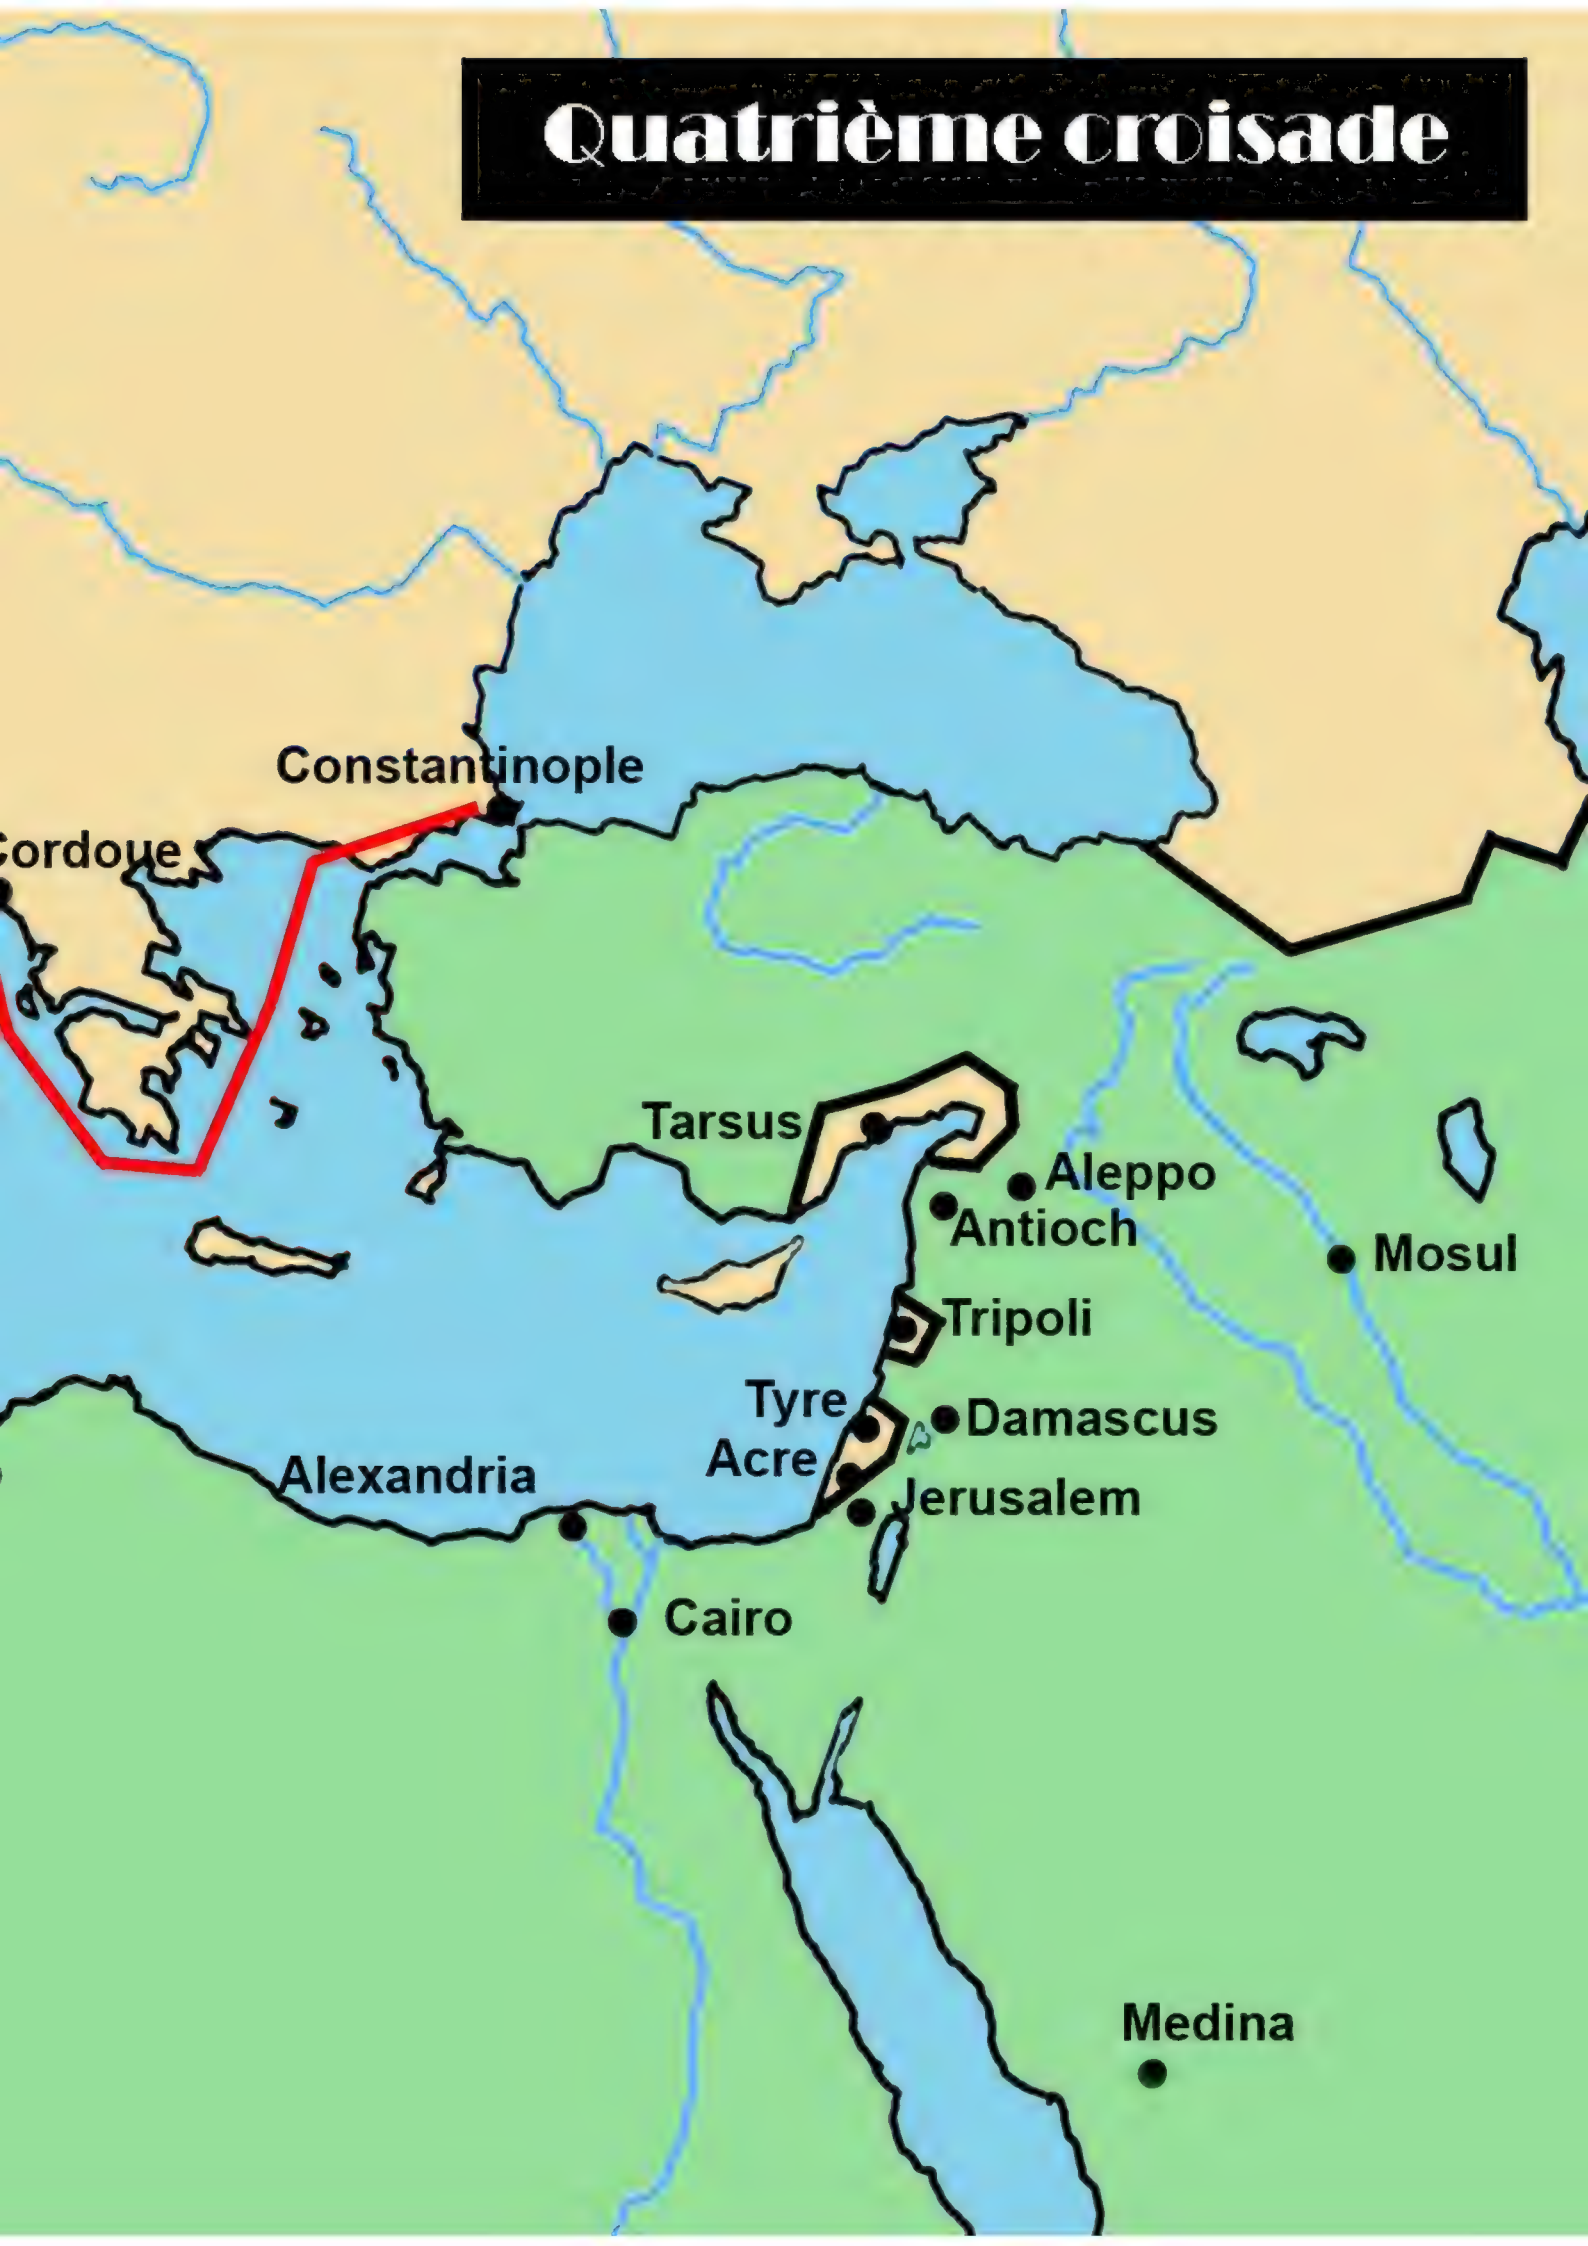 Quatrième croisade
Constantinople
Cordoue
Tarsus
Aleppo
Antioch
Mosul
Tripoli
Tyre
Damascus
Acre
Alexandria
Jerusalem
Cairo
Medina